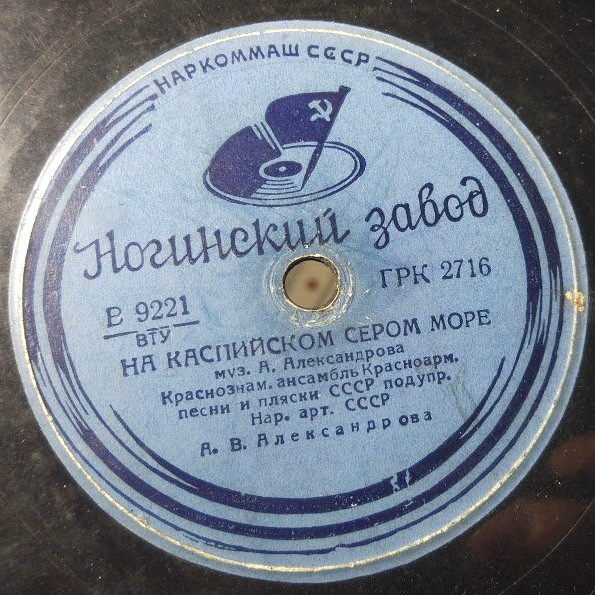 НАРКОММАШ СССР
Ногинский завод
ГРК 2716
В 9221
ВТУ
НА КАСПИЙСКОМ СЕРОМ МОРЕ
муз. А. Александрова
Краснознам. ансамбль Красноарм.
песни и пляски СССР подупр.
Нар. арт. СССР
А. В. Александрова